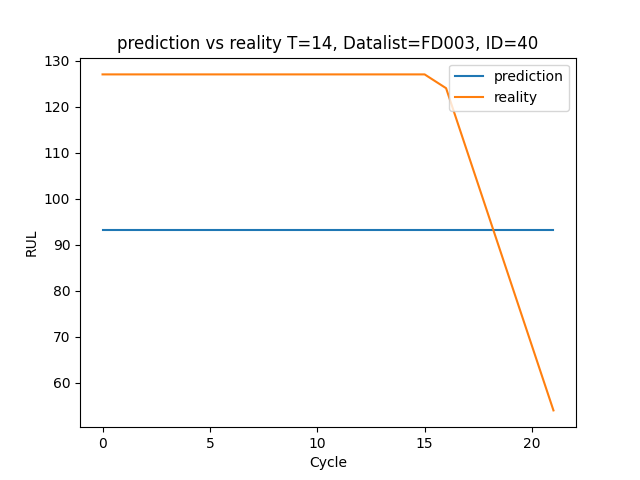 prediction vs reality T=14, Datalist=FD003, ID=40
130
120
110
100
90
80
70
60
RUL
prediction
reality
0
5
10
15
20
Cycle